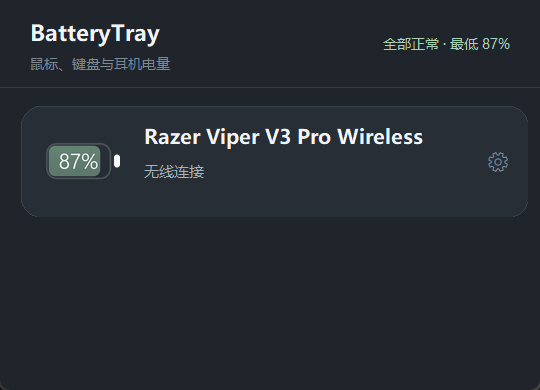 BatteryTray
鼠标、键盘与耳机电量
全部正常 · 最低 87%
87%
Razer Viper V3 Pro Wireless
无线连接